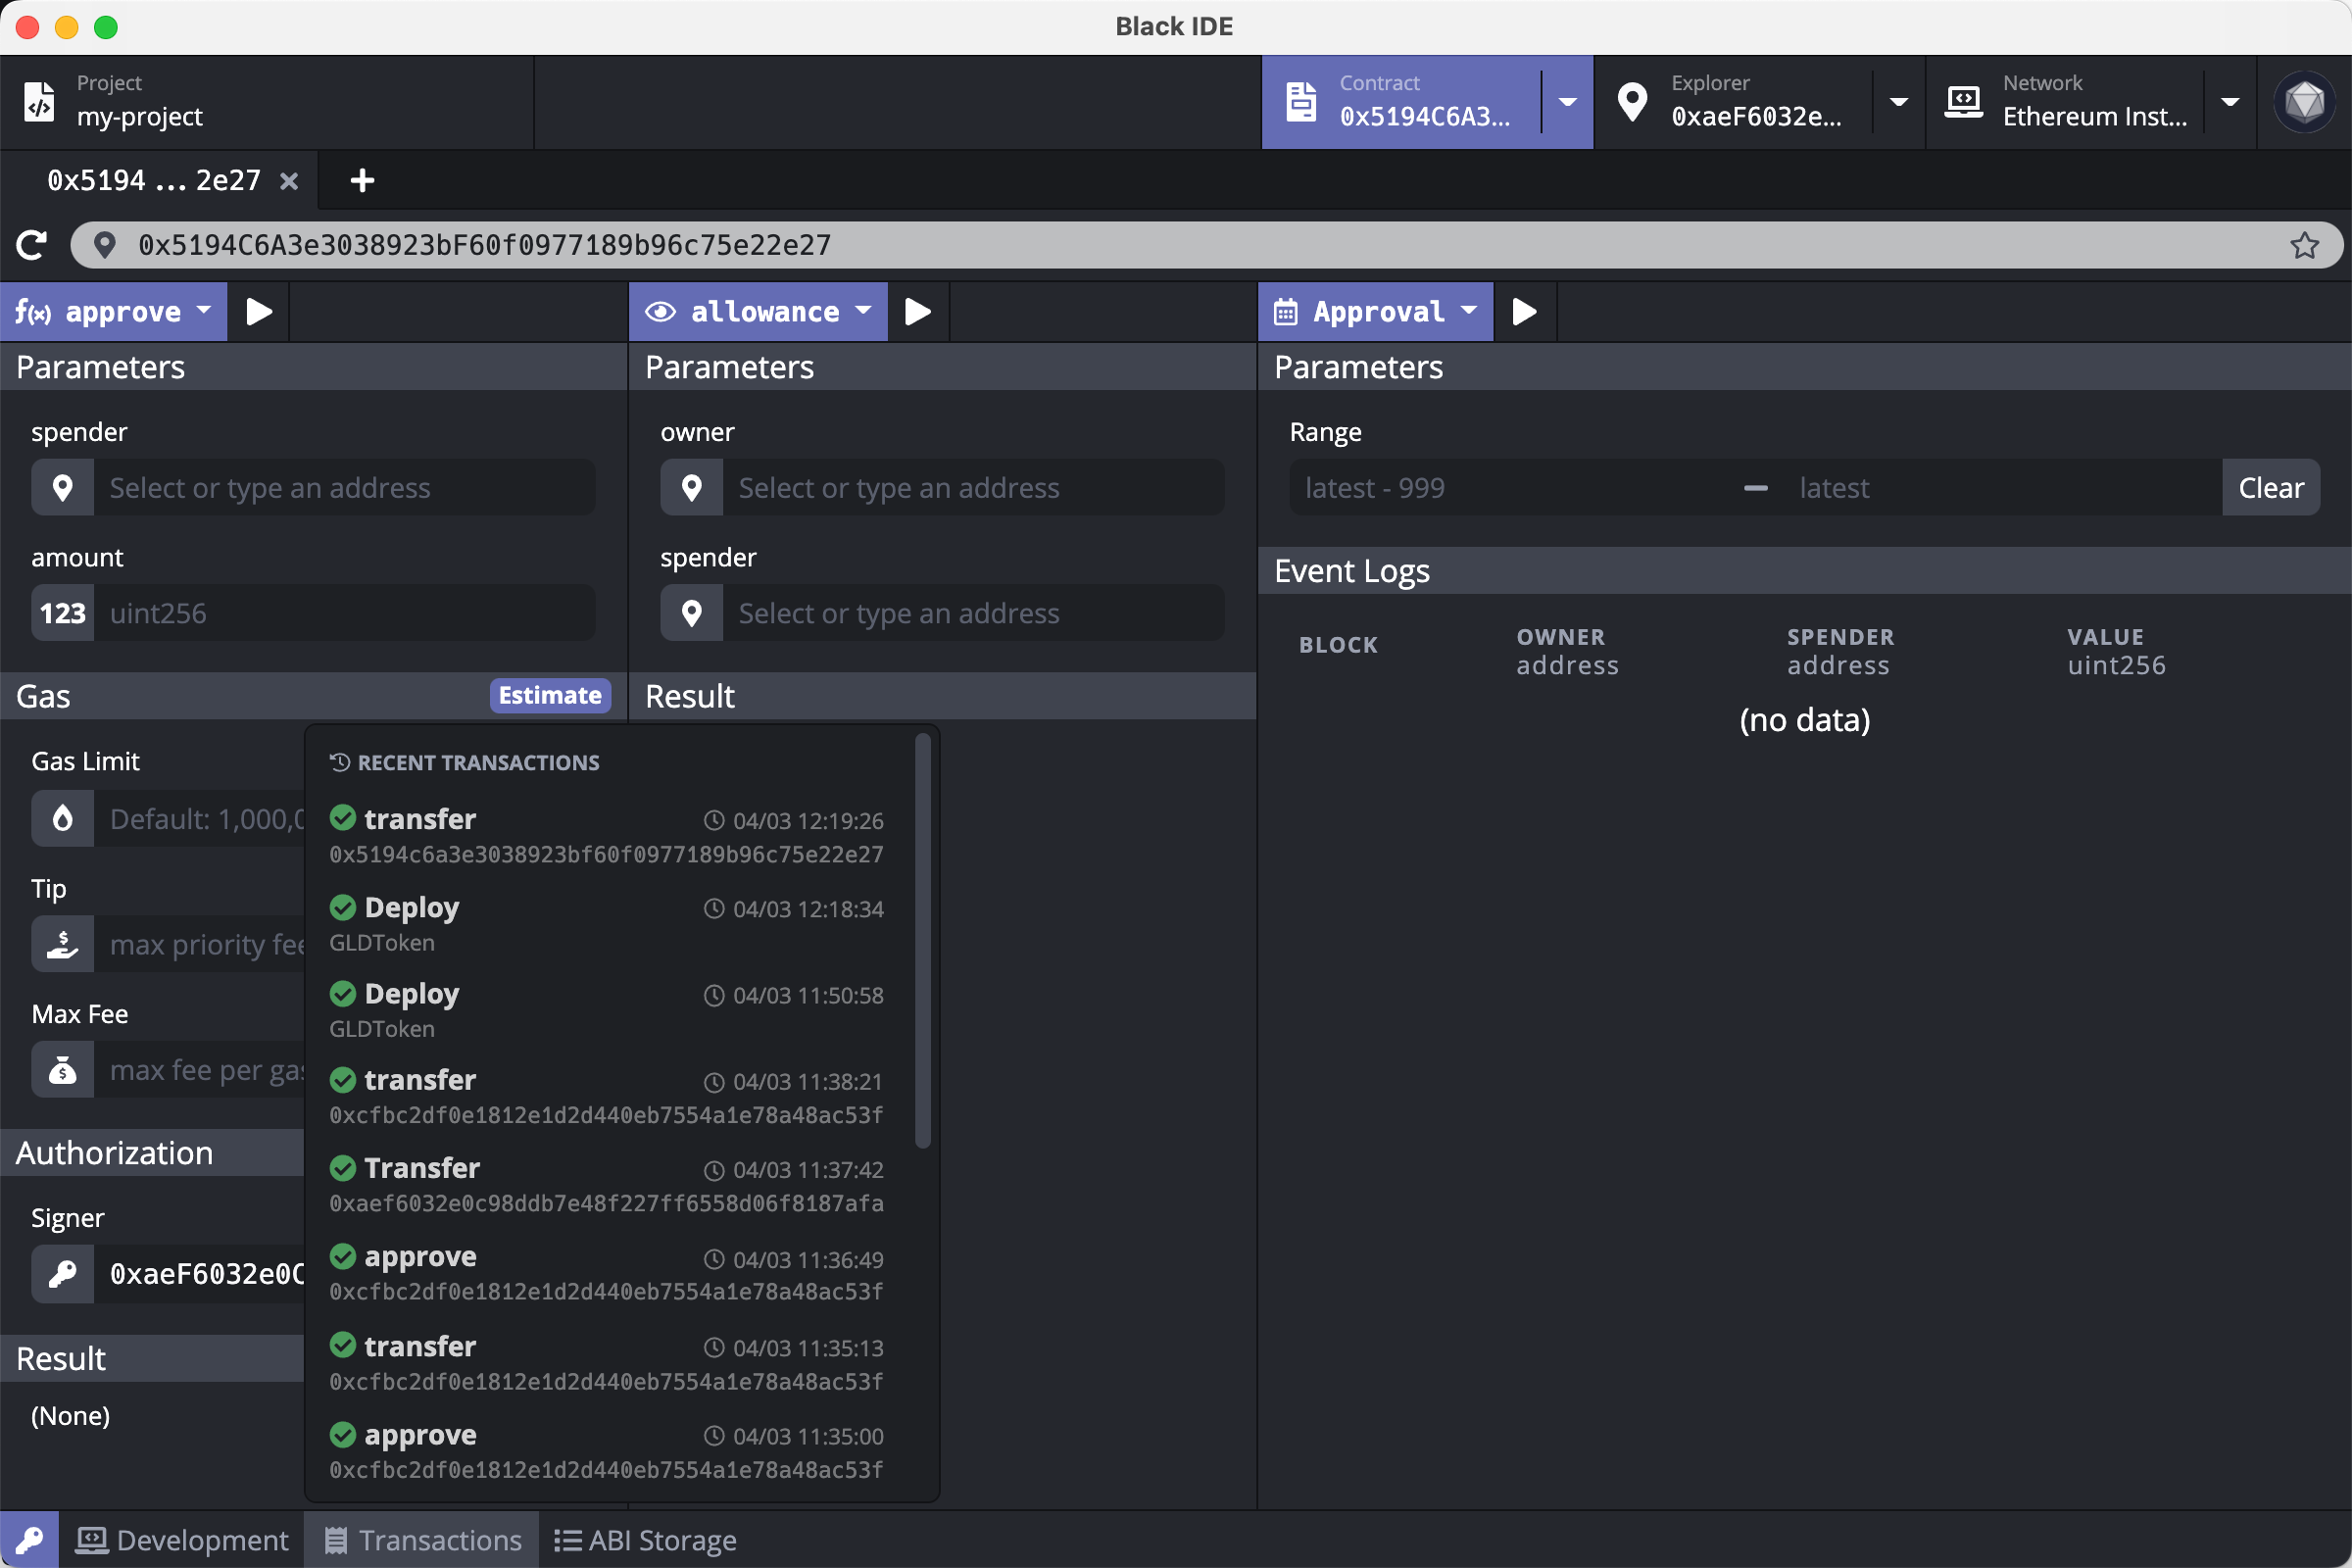 Black IDE
Project
my-project
Contract
0x5194C6A3...
Explorer
0xaeF6032e...
Network
Ethereum Inst...
0x5194 ... 2e27
0x5194C6A3e3038923bF60f0977189b96c75e22e27
f(x) approve
allowance
Approval
Parameters
spender
Select or type an address
amount
123 uint256
Gas
Estimate
Gas Limit
Default: 1,000,0
Tip
max priority fee
Max Fee
max fee per gas
Authorization
Signer
0xaeF6032e0C
Result
(None)
Parameters
owner
Select or type an address
spender
Select or type an address
Result
Parameters
Range
latest - 999 — latest
Clear
Event Logs
BLOCK
OWNER
address
SPENDER
address
VALUE
uint256
(no data)
RECENT TRANSACTIONS
transfer 04/03 12:19:26
0x5194c6a3e3038923bf60f0977189b96c75e22e27
Deploy 04/03 12:18:34
GLDToken
Deploy 04/03 11:50:58
GLDToken
transfer 04/03 11:38:21
0xcfbc2df0e1812e1d2d440eb7554a1e78a48ac53f
Transfer 04/03 11:37:42
0xaef6032e0c98ddb7e48f227ff6558d06f8187afa
approve 04/03 11:36:49
0xcfbc2df0e1812e1d2d440eb7554a1e78a48ac53f
transfer 04/03 11:35:13
0xcfbc2df0e1812e1d2d440eb7554a1e78a48ac53f
approve 04/03 11:35:00
0xcfbc2df0e1812e1d2d440eb7554a1e78a48ac53f
Development
Transactions
ABI Storage